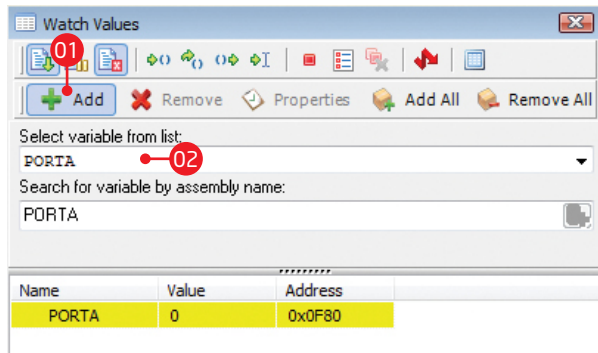 Watch Values
01
Add Remove Properties Add All Remove All
Select variable from list:
PORTA 02
Search for variable by assembly name:
PORTA
Name Value Address
PORTA 0 0x0F80